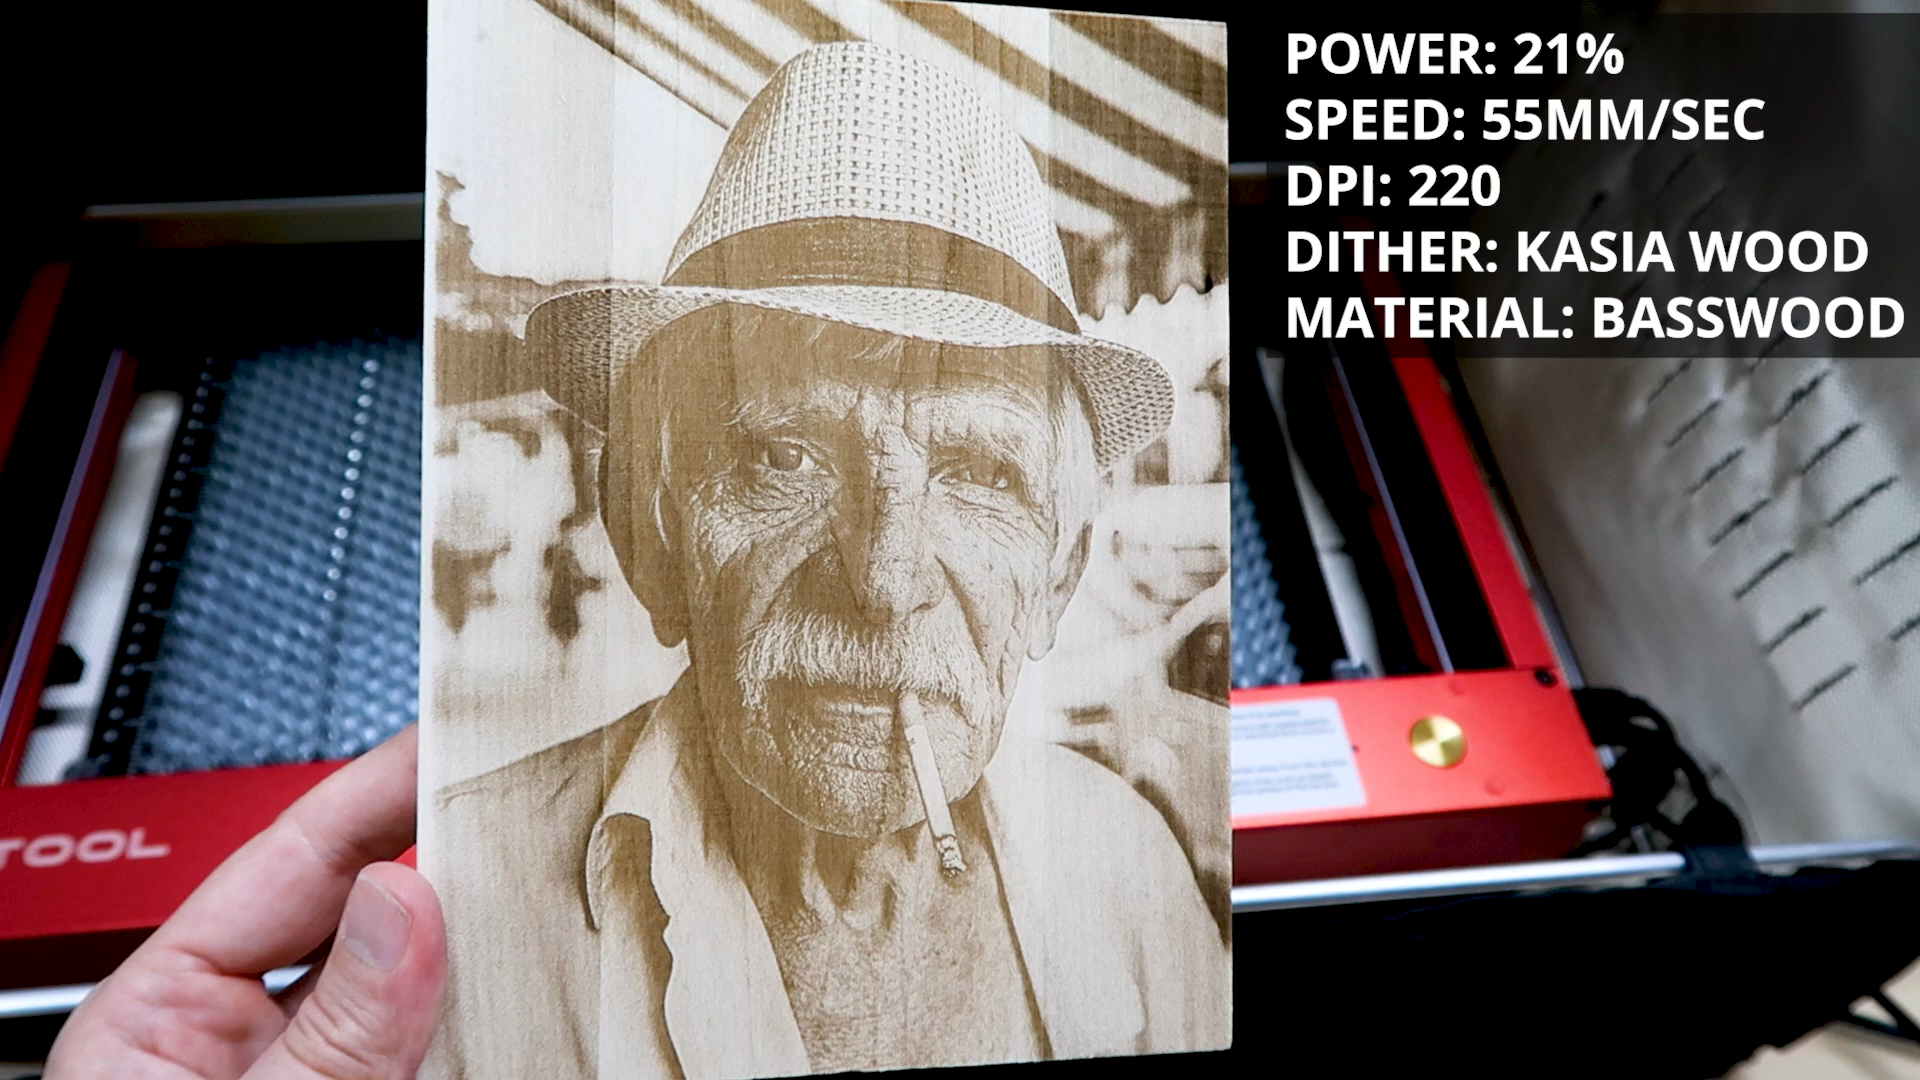 POWER: 21%
SPEED: 55MM/SEC
DPI: 220
DITHER: KASIA WOOD
MATERIAL: BASSWOOD
TOOL